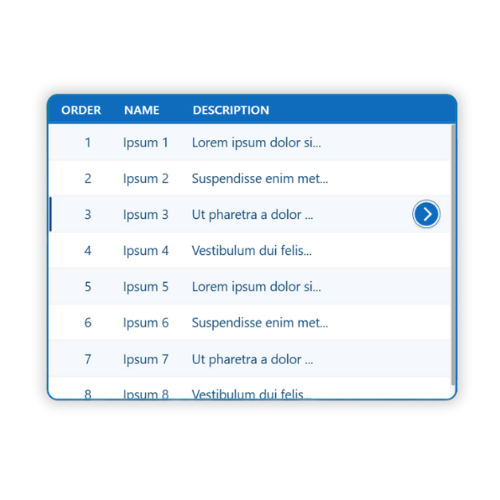 ORDER NAME DESCRIPTION
1 Ipsum 1 Lorem ipsum dolor si...
2 Ipsum 2 Suspendisse enim met...
3 Ipsum 3 Ut pharetra a dolor ...
4 Ipsum 4 Vestibulum dui felis...
5 Ipsum 5 Lorem ipsum dolor si...
6 Ipsum 6 Suspendisse enim met...
7 Ipsum 7 Ut pharetra a dolor ...
8 Ipsum 8 Vestibulum dui felis...